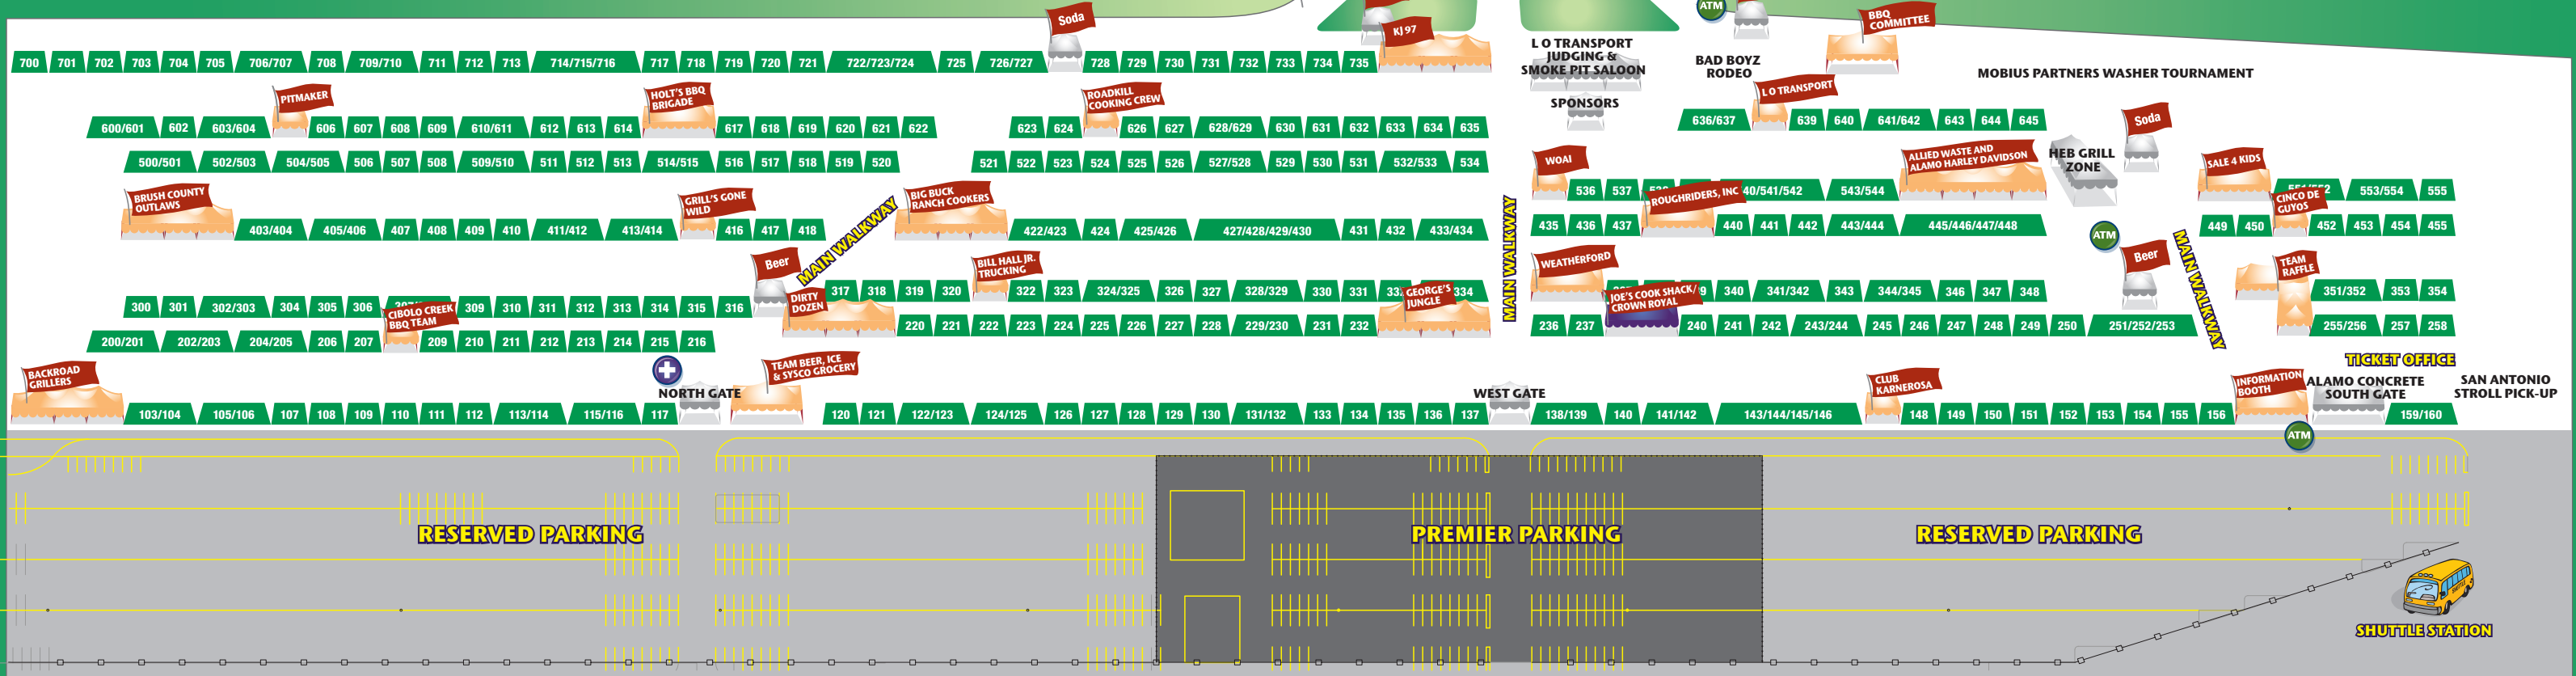 Soda
KJ 97
ATM
BBQ
COMMITTEE
700 701 702 703 704 705 706/707 708 709/710 711 712 713 714/715/716 717 718 719 720 721 722/723/724 725 726/727 728 729 730 731 732 733 734 735
L O TRANSPORT
JUDGING &
SMOKE PIT SALOON
BAD BOYZ
RODEO
MOBIUS PARTNERS WASHER TOURNAMENT
SPONSORS
PITMAKER
HOLT'S BBQ
BRIGADE
ROADKILL
COOKING CREW
L O TRANSPORT
Soda
600/601 602 603/604 606 607 608 609 610/611 612 613 614 617 618 619 620 621 622 623 624 626 627 628/629 630 631 632 633 634 635 636/637 639 640 641/642 643 644 645
500/501 502/503 504/505 506 507 508 509/510 511 512 513 514/515 516 517 518 519 520 521 522 523 524 525 526 527/528 529 530 531 532/533 534
WOAI
ALLIED WASTE AND
ALAMO HARLEY DAVIDSON
HEB GRILL
ZONE
SALE 4 KIDS
536 537 40/541/542 543/544 551/552 553/554 555
BRUSH COUNTY
OUTLAWS
GRILL'S GONE
WILD
MAIN WALKWAY
BIG BUCK
RANCH COOKERS
MAIN WALKWAY
ROUGHRIDERS, INC
CINCO DE
GUYOS
403/404 405/406 407 408 409 410 411/412 413/414 416 417 418 422/423 424 425/426 427/428/429/430 431 432 433/434 435 436 437 440 441 442 443/444 445/446/447/448 449 450 452 453 454 455
ATM
Beer
BILL HALL JR.
TRUCKING
WEATHERFORD
Beer
MAIN WALKWAY
TEAM
RAFFLE
317 318 319 320 322 323 324/325 326 327 328/329 330 331 334 340 341/342 343 344/345 346 347 348 351/352 353 354
300 301 302/303 304 305 306 309 310 311 312 313 314 315 316
CIBOLO CREEK
BBQ TEAM
DIRTY
DOZEN
GEORGE'S
JUNGLE
JOE'S COOK SHACK/
CROWN ROYAL
220 221 222 223 224 225 226 227 228 229/230 231 232 236 237 240 241 242 243/244 245 246 247 248 249 250 251/252/253 255/256 257 258
200/201 202/203 204/205 206 207 209 210 211 212 213 214 215 216
TICKET OFFICE
BACKROAD
GRILLERS
NORTH GATE
TEAM BEER, ICE
& SYSCO GROCERY
WEST GATE
CLUB
KARNEROSA
INFORMATION
BOOTH
ALAMO CONCRETE
SOUTH GATE
SAN ANTONIO
STROLL PICK-UP
103/104 105/106 107 108 109 110 111 112 113/114 115/116 117 120 121 122/123 124/125 126 127 128 129 130 131/132 133 134 135 136 137 138/139 140 141/142 143/144/145/146 148 149 150 151 152 153 154 155 156 159/160
ATM
RESERVED PARKING
PREMIER PARKING
RESERVED PARKING
SHUTTLE STATION